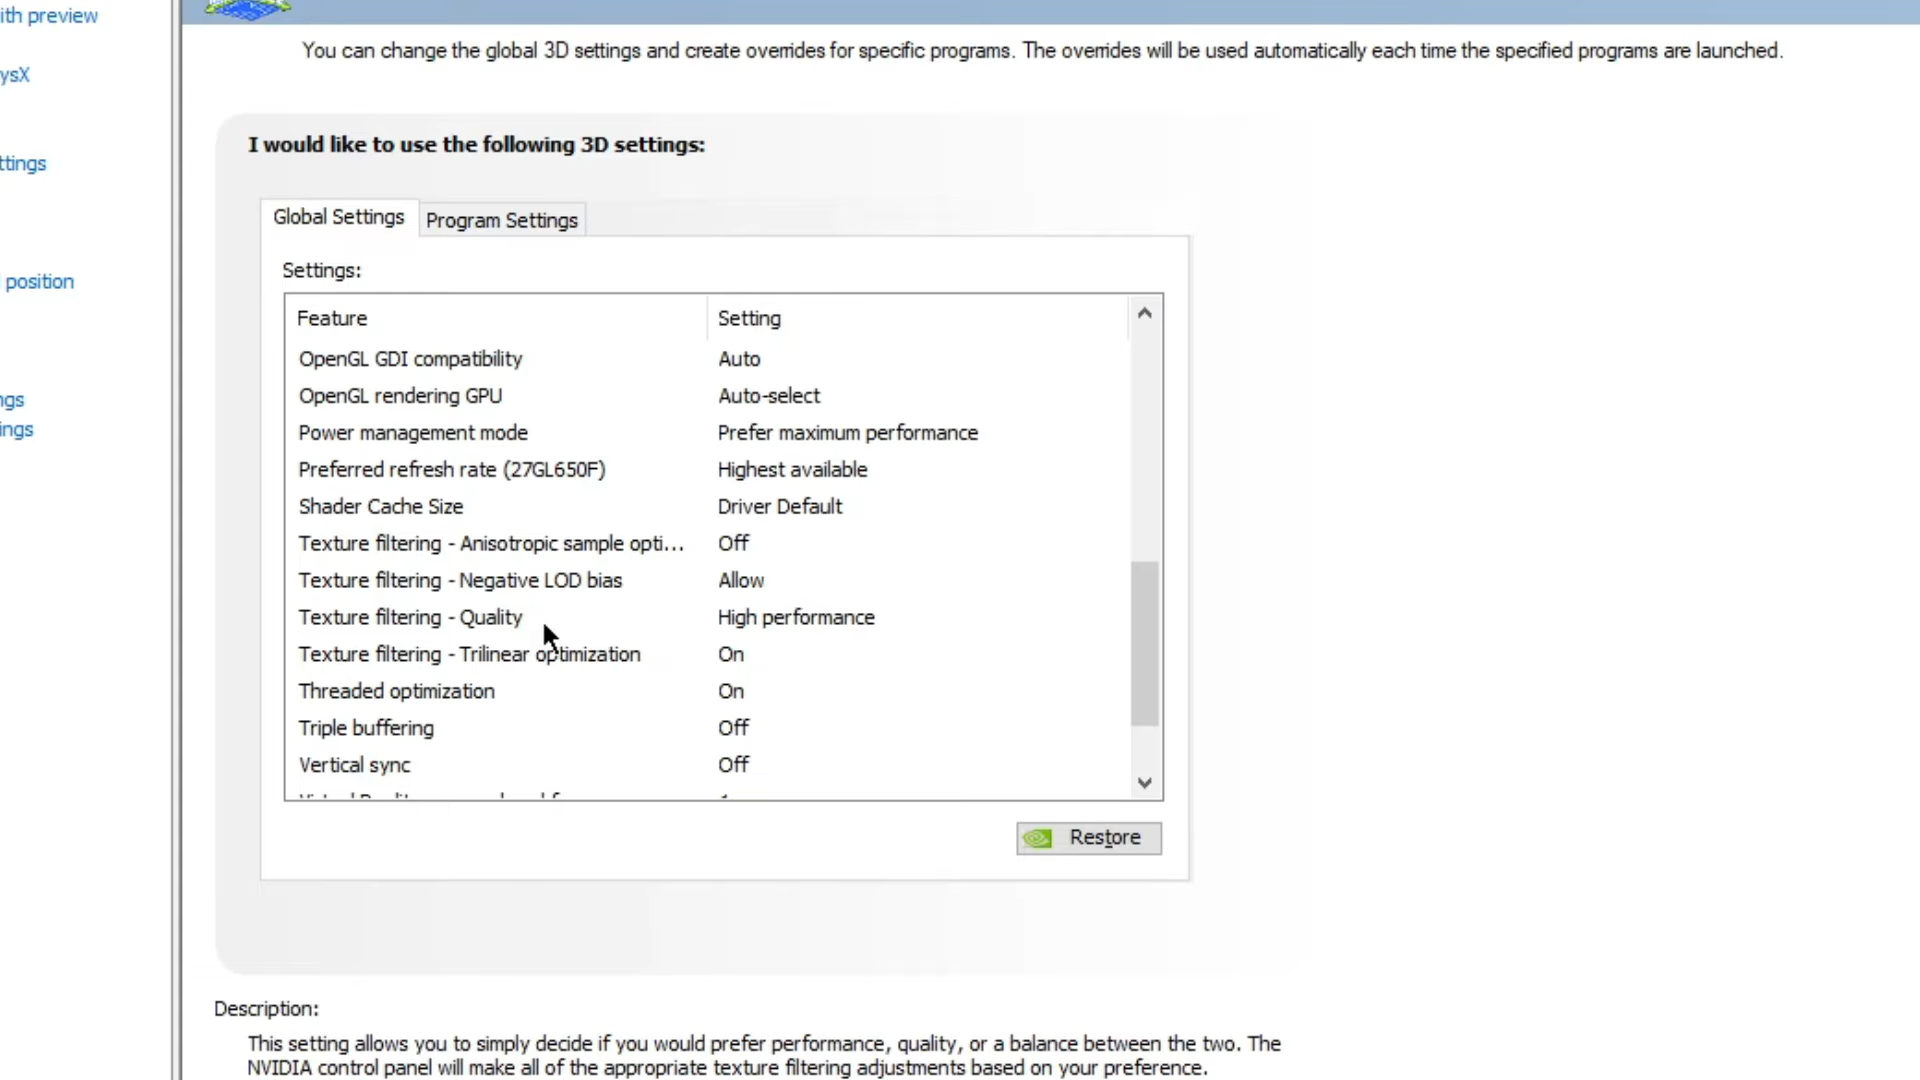 ith preview
You can change the global 3D settings and create overrides for specific programs. The overrides will be used automatically each time the specified programs are launched.
ysX
I would like to use the following 3D settings:
ttings
Global Settings Program Settings
Settings:
position
Feature Setting
OpenGL GDI compatibility Auto
OpenGL rendering GPU Auto-select
ngs
Power management mode Prefer maximum performance
ings
Preferred refresh rate (27GL650F) Highest available
Shader Cache Size Driver Default
Texture filtering - Anisotropic sample opti... Off
Texture filtering - Negative LOD bias Allow
Texture filtering - Quality High performance
Texture filtering - Trilinear optimization On
Threaded optimization On
Triple buffering Off
Vertical sync Off
Restore
Description:
This setting allows you to simply decide if you would prefer performance, quality, or a balance between the two. The
NVIDIA control panel will make all of the appropriate texture filtering adjustments based on your preference.